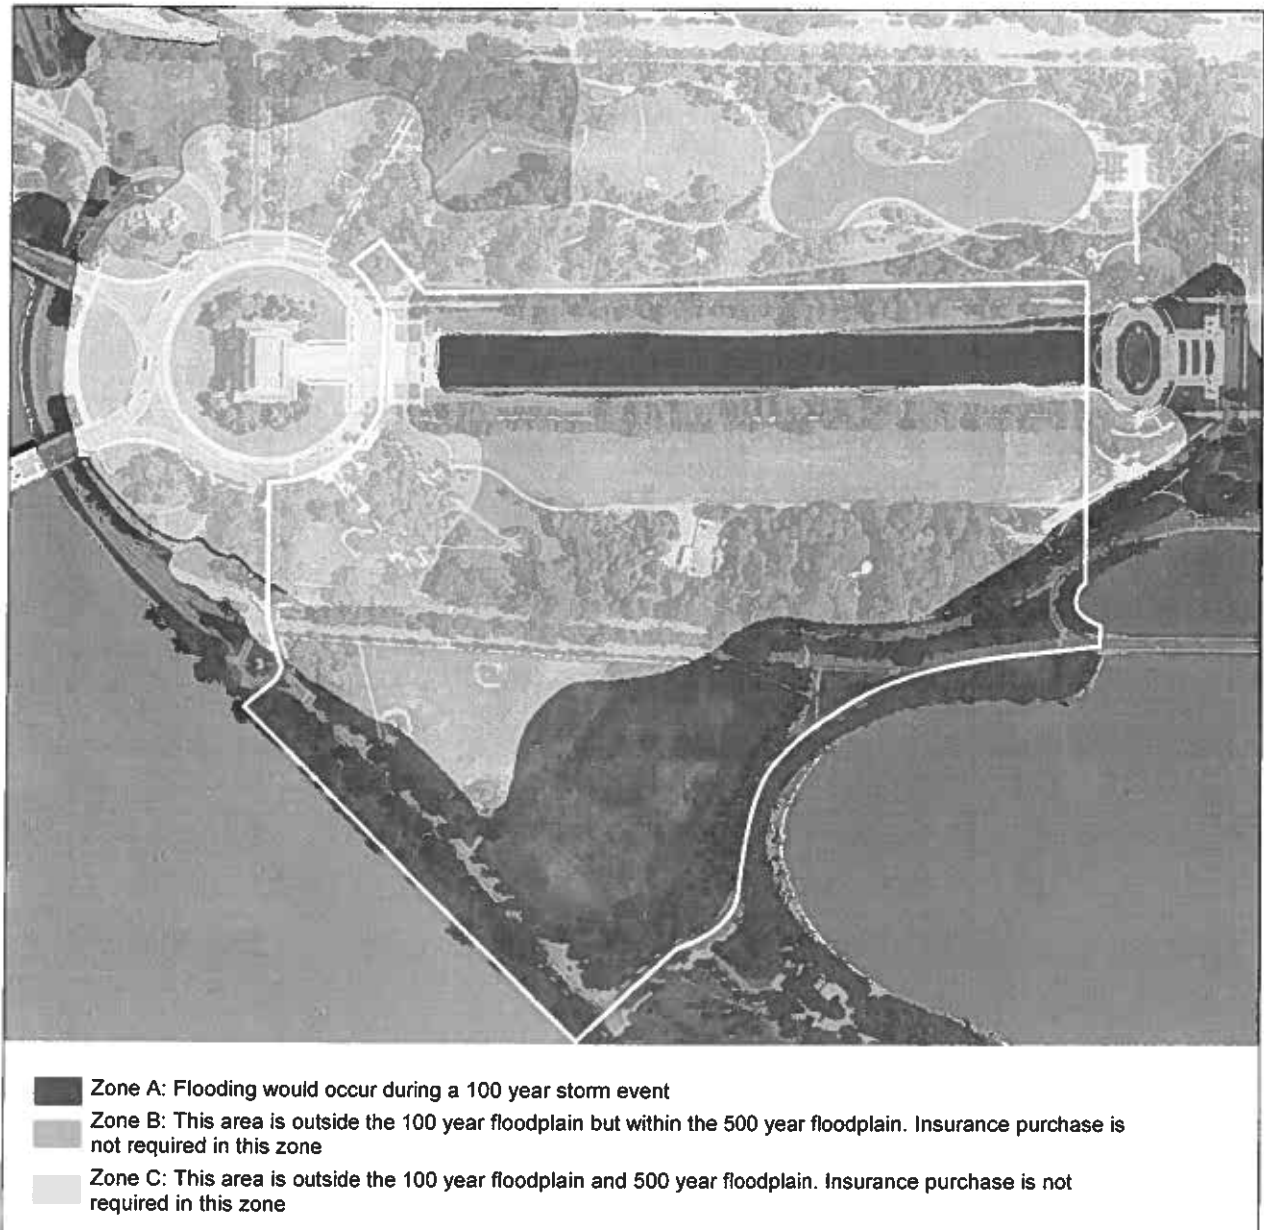 Zone A: Flooding would occur during a 100 year storm event
Zone B: This area is outside the 100 year floodplain but within the 500 year floodplain. Insurance purchase is
not required in this zone
Zone C: This area is outside the 100 year floodplain and 500 year floodplain. Insurance purchase is not
required in this zone